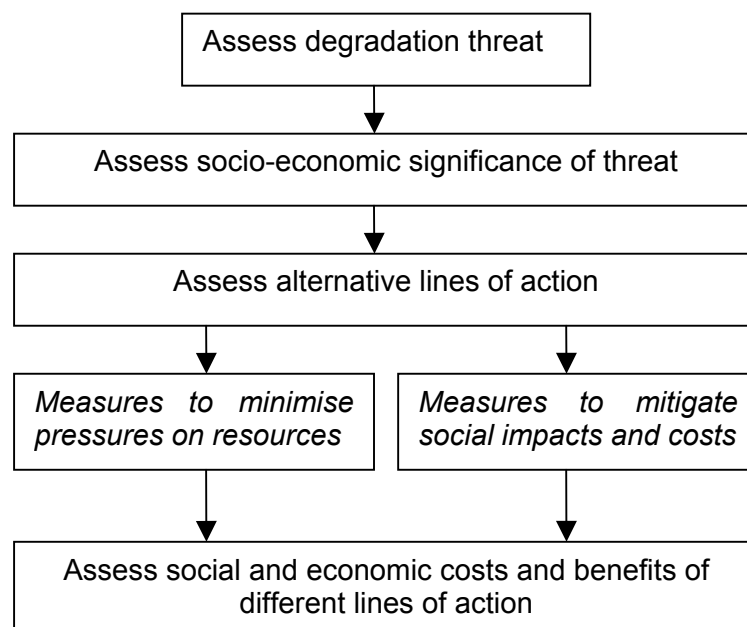 Assess degradation threat
Assess socio-economic significance of threat
Assess alternative lines of action
Measures to minimise
pressures on resources
Measures to mitigate
social impacts and costs
Assess social and economic costs and benefits of
different lines of action